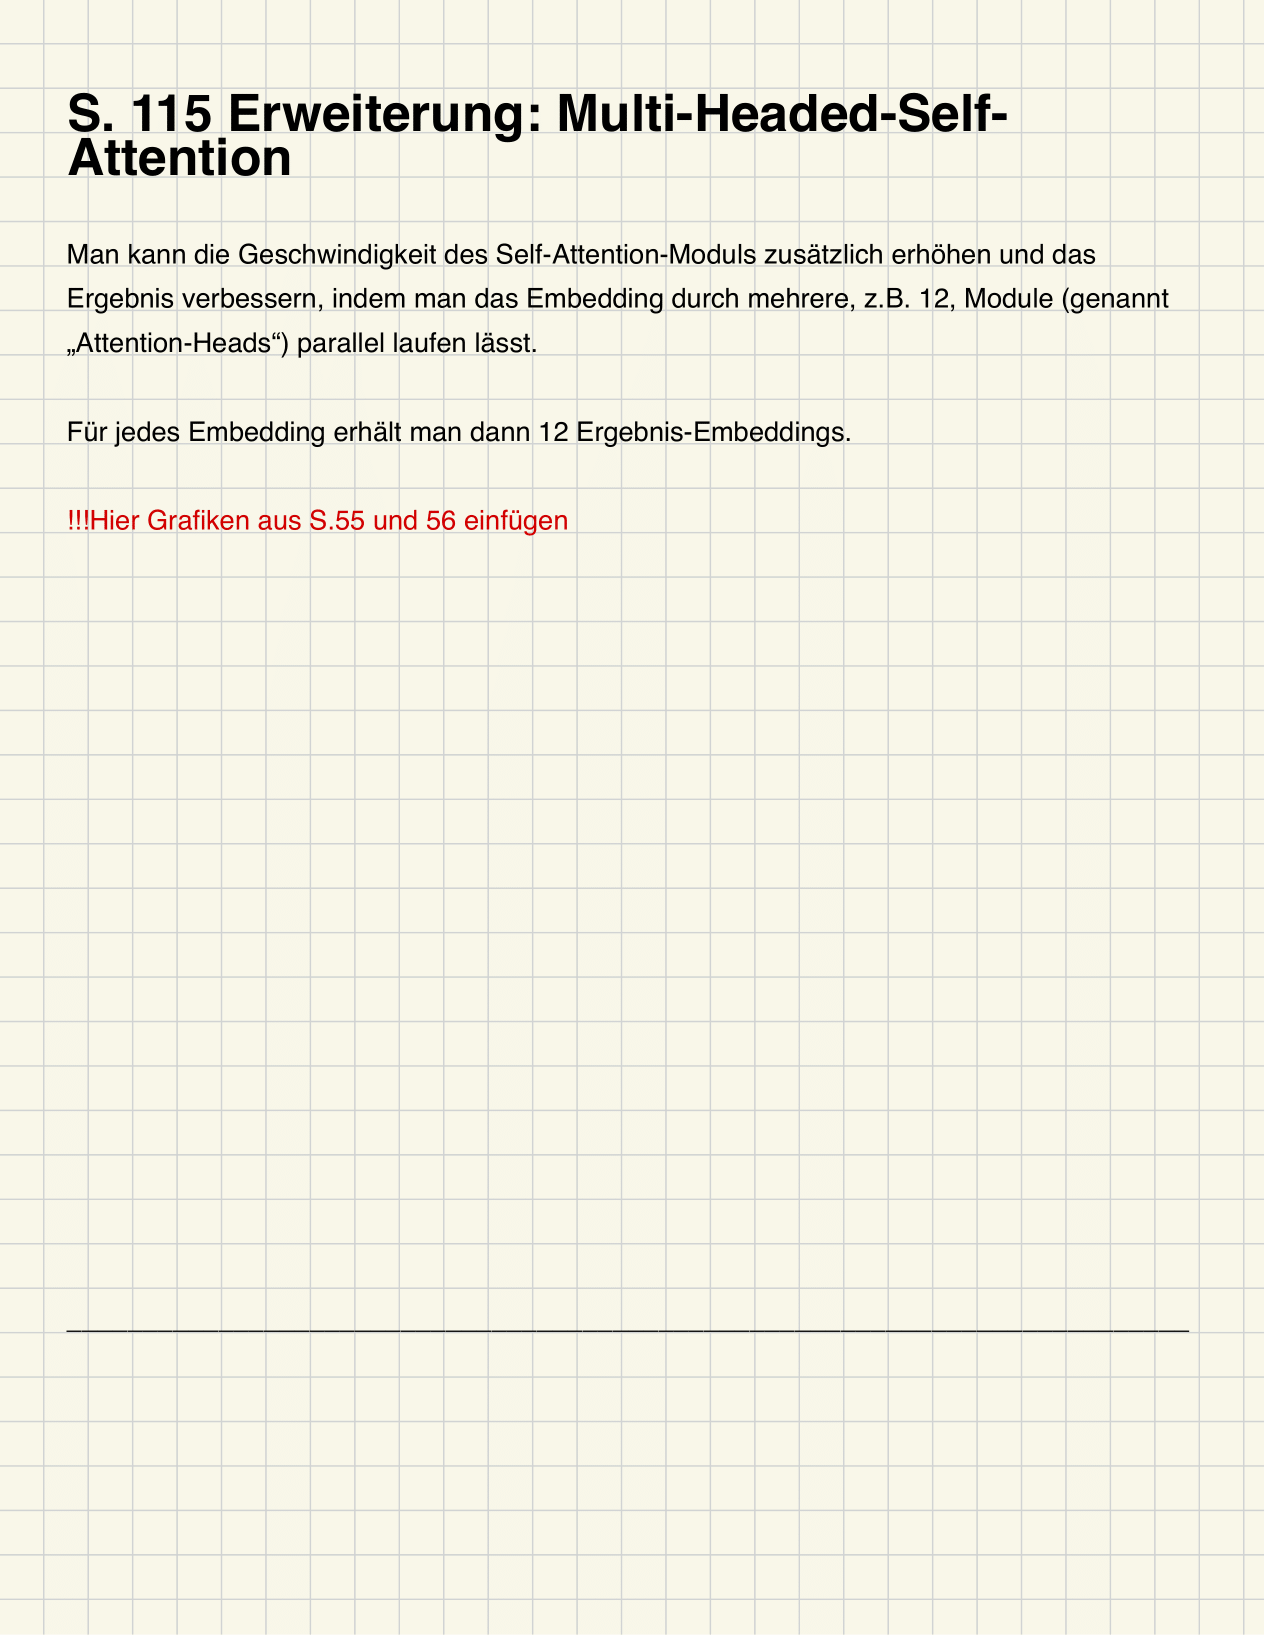 S. 115 Erweiterung: Multi-Headed-Self-
Attention
Man kann die Geschwindigkeit des Self-Attention-Moduls zusätzlich erhöhen und das
Ergebnis verbessern, indem man das Embedding durch mehrere, z.B. 12, Module (genannt
„Attention-Heads“) parallel laufen lässt.
Für jedes Embedding erhält man dann 12 Ergebnis-Embeddings.
!!!Hier Grafiken aus S.55 und 56 einfügen